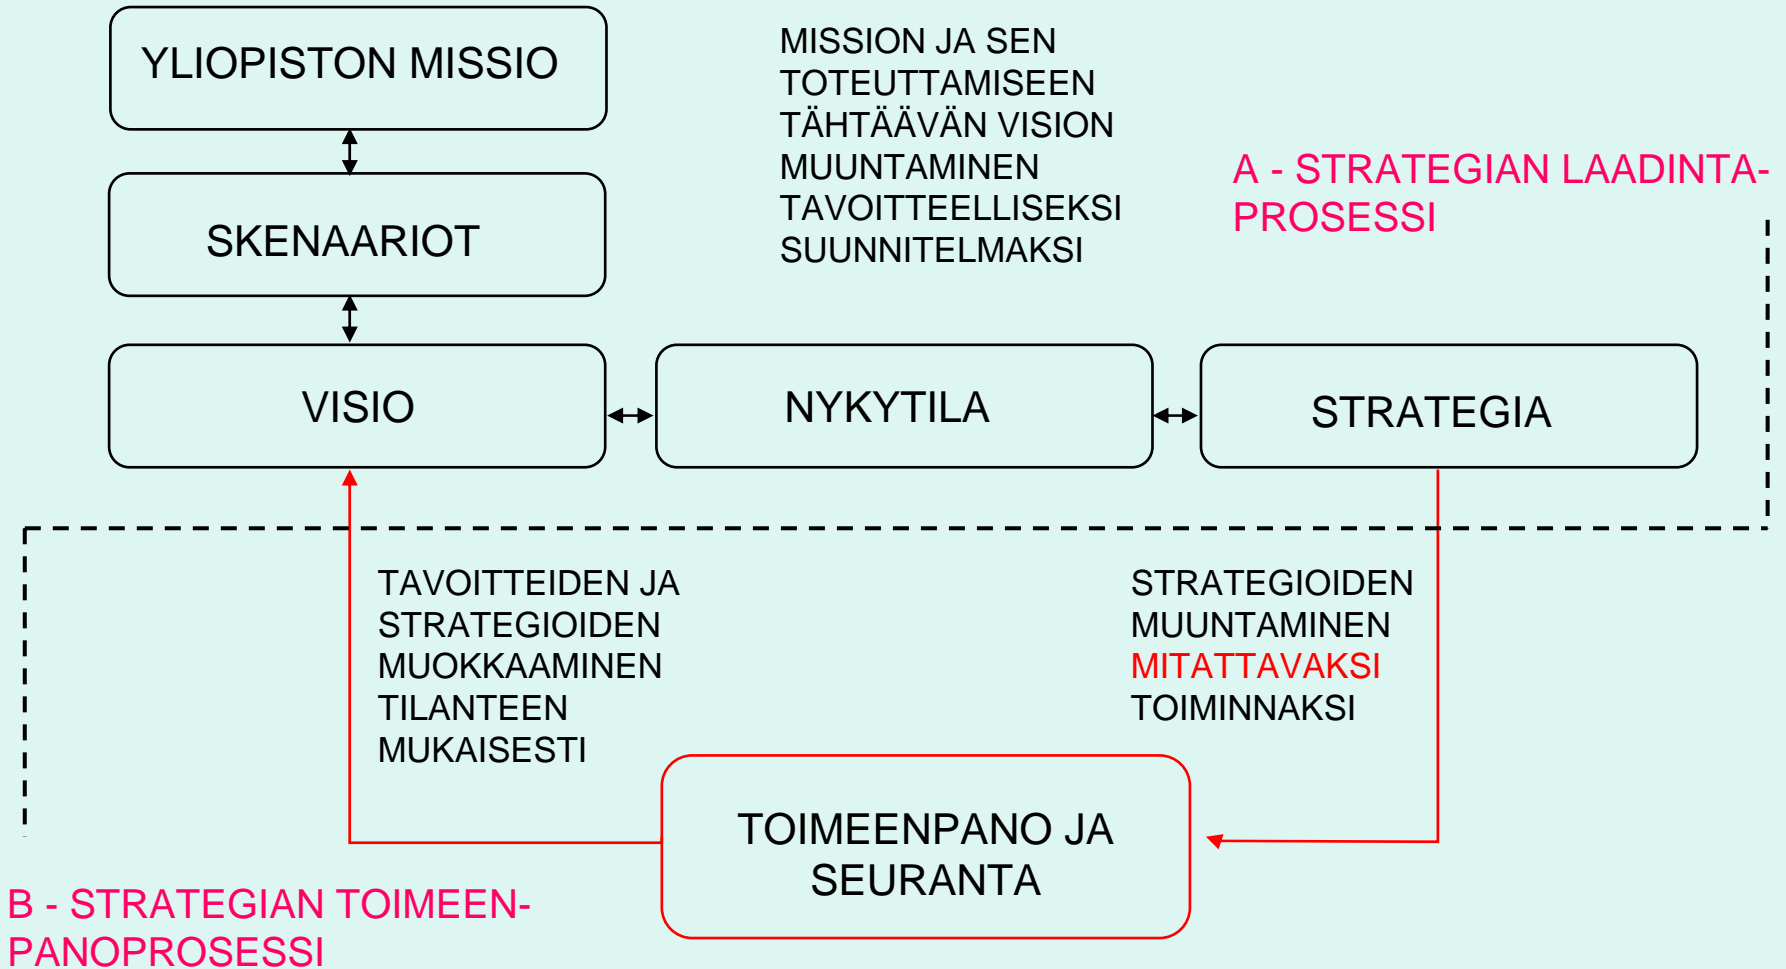 YLIOPISTON MISSIO
MISSION JA SEN
TOTEUTTAMISEEN
TÄHTÄÄVÄN VISION
MUUNTAMINEN
TAVOITTEELLISEKSI
SUUNNITELMAKSI
A - STRATEGIAN LAADINTA-
PROSESSI
SKENAARIOT
VISIO
NYKYTILA
STRATEGIA
TAVOITTEIDEN JA
STRATEGIOIDEN
MUOKKAAMINEN
TILANTEEN
MUKAISESTI
STRATEGIOIDEN
MUUNTAMINEN
MITATTAVAKSI
TOIMINNAKSI
TOIMEENPANO JA
SEURANTA
B - STRATEGIAN TOIMEEN-
PANOPROSESSI